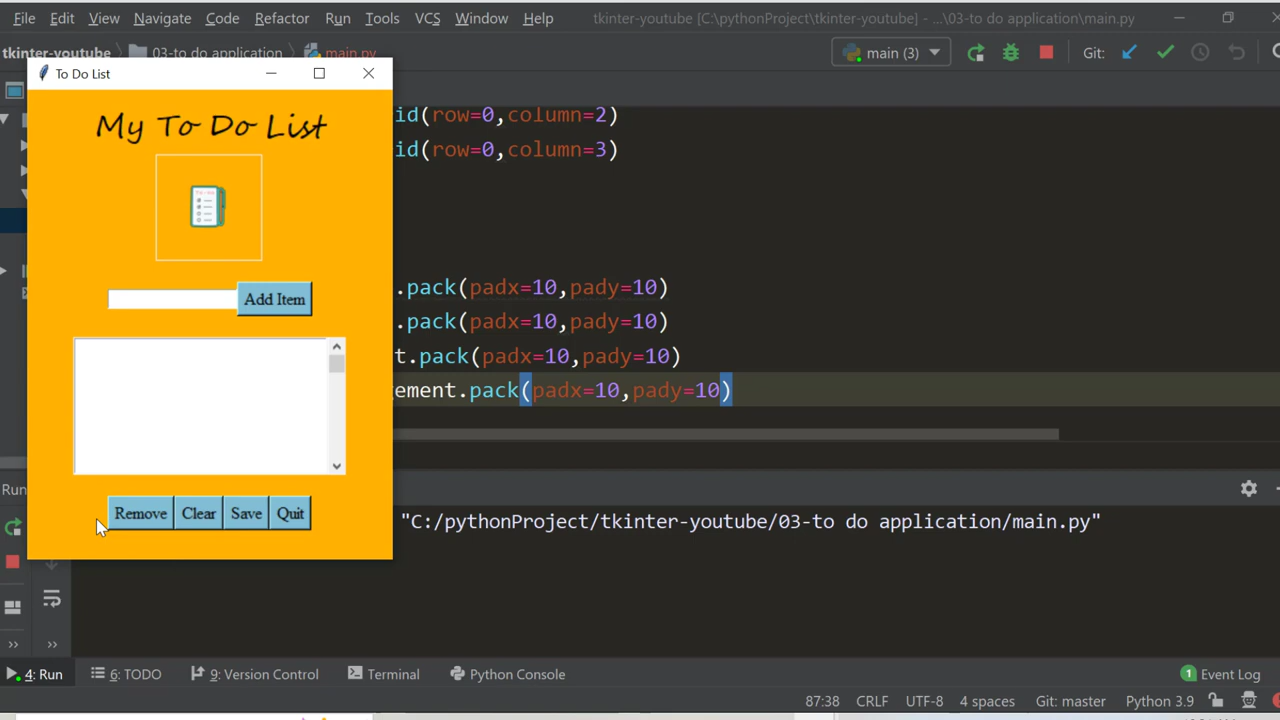 File Edit View Navigate Code Refactor Run Tools VCS Window Help tkinter-youtube [C:\pythonProject\tkinter-youtube] - ...\03-to do application\main.py
tkinter-youtube 03-to do application main.py main (3) Git:
To Do List
My To Do List
Add Item
Remove Clear Save Quit
id(row=0,column=2)
id(row=0,column=3)
.pack(padx=10,pady=10)
.pack(padx=10,pady=10)
t.pack(padx=10,pady=10)
gement.pack(padx=10,pady=10)
Run
"C:/pythonProject/tkinter-youtube/03-to do application/main.py"
4: Run 6: TODO 9: Version Control Terminal Python Console 1 Event Log
87:38 CRLF UTF-8 4 spaces Git: master Python 3.9